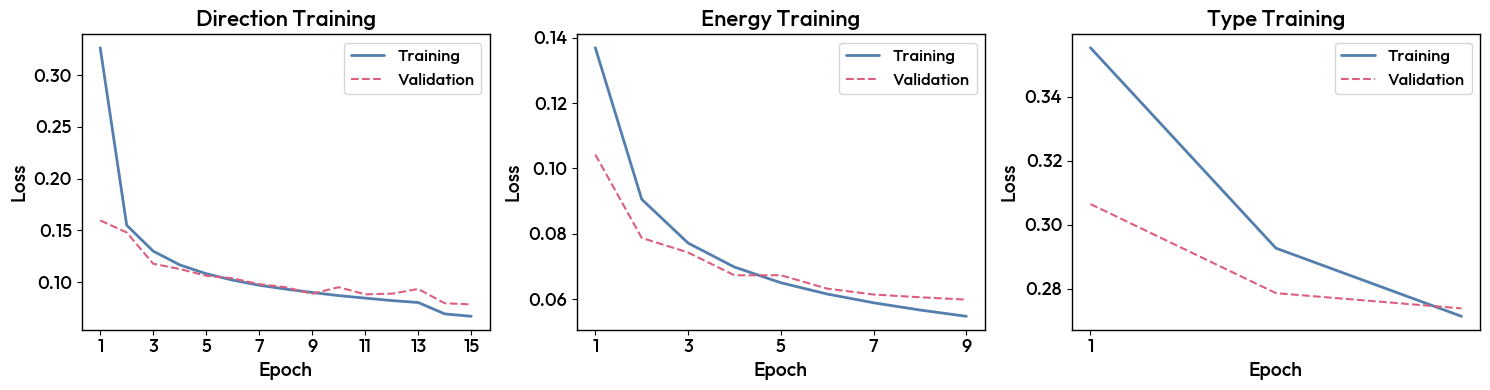 Direction Training
Training
Validation
Loss
0.30
0.25
0.20
0.15
0.10
1 3 5 7 9 11 13 15
Epoch
Energy Training
Training
Validation
Loss
0.14
0.12
0.10
0.08
0.06
1 3 5 7 9
Epoch
Type Training
Training
Validation
Loss
0.34
0.32
0.30
0.28
1
Epoch